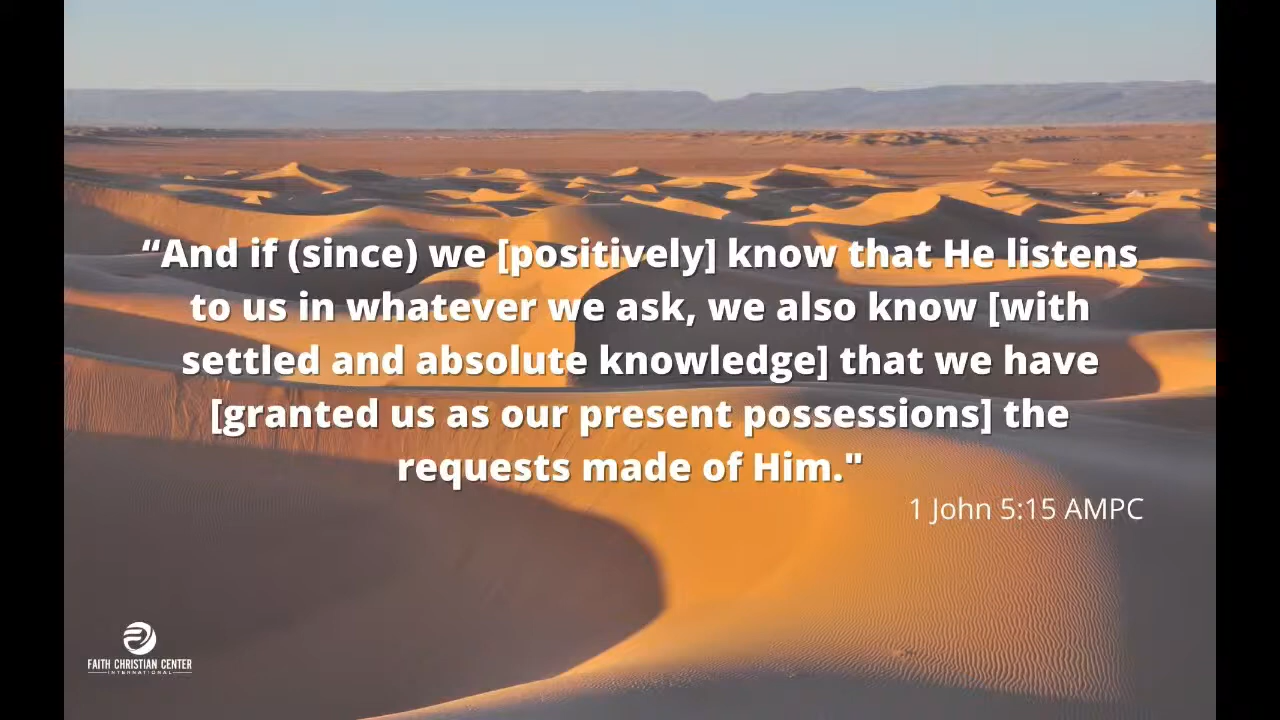 “And if (since) we [positively] know that He listens
to us in whatever we ask, we also know [with
settled and absolute knowledge] that we have
[granted us as our present possessions] the
requests made of Him."
1 John 5:15 AMPC
FAITH CHRISTIAN CENTER
INTERNATIONAL